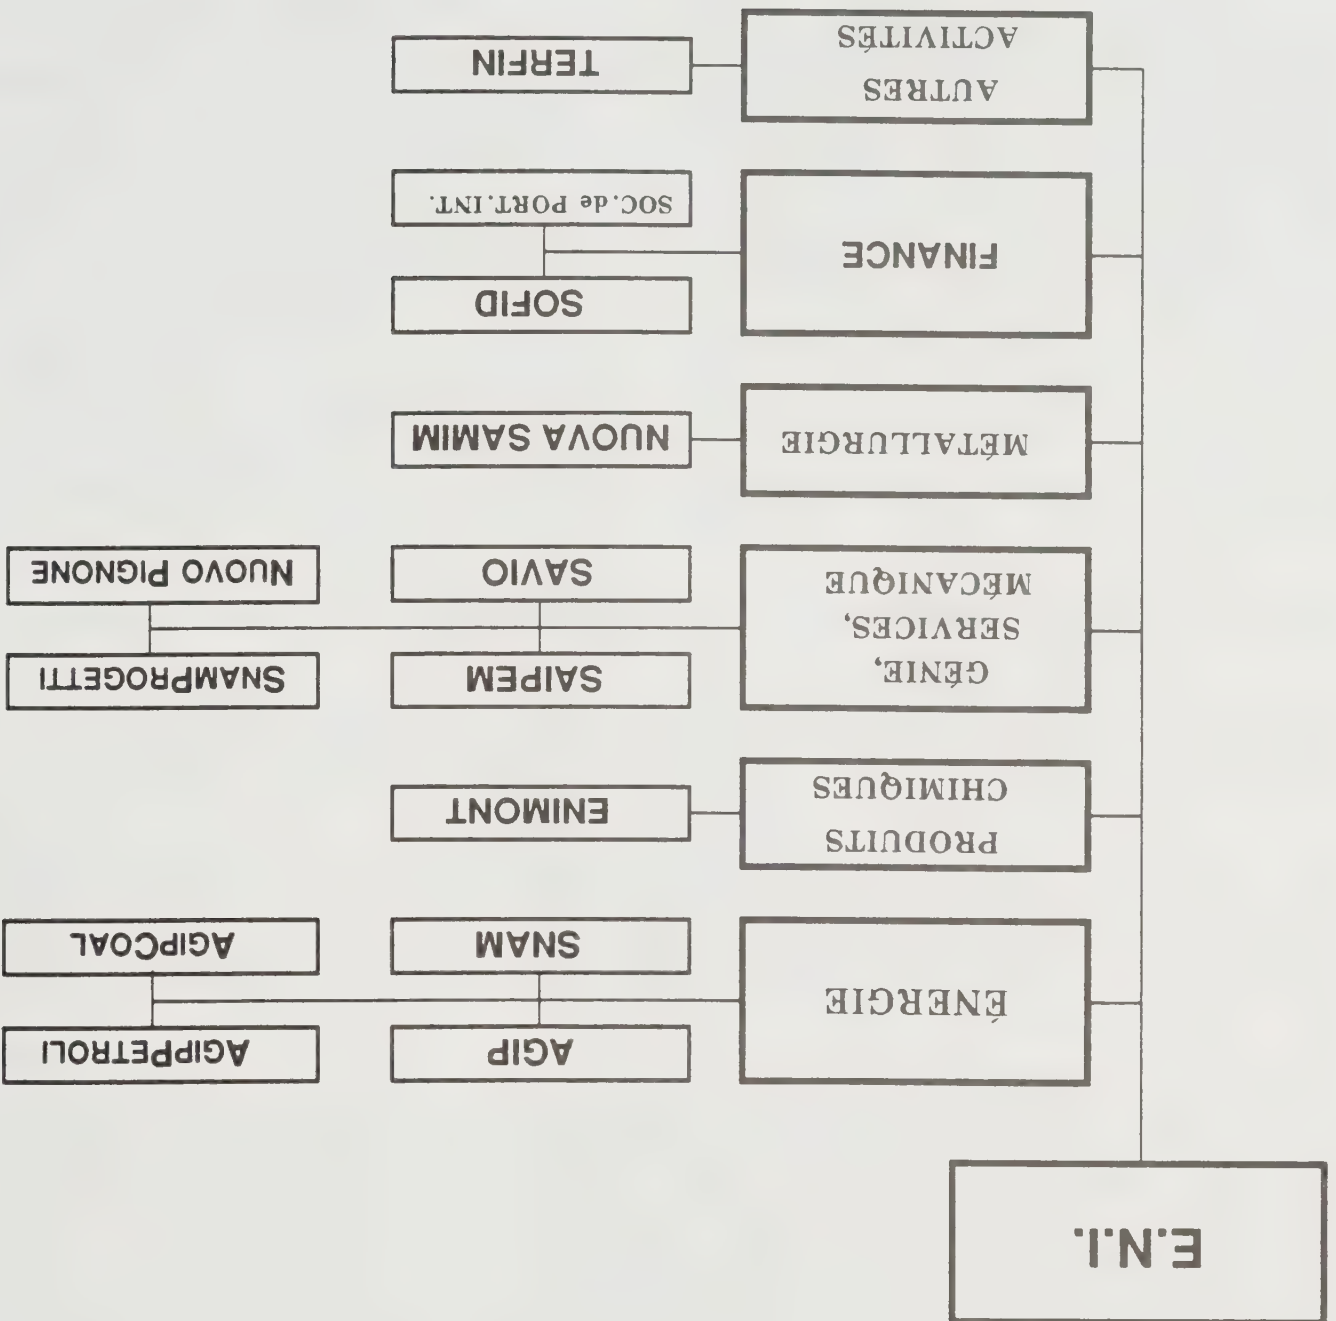 E.N.I.
ÉNERGIE
AGIP
AGIPPETROLI
SNAM
AGIPCOAL
PRODUITS
CHIMIQUES
ENIMONT
GÉNIE,
SERVICES,
MÉCANIQUE
SAIPEM
SNAMPROGETTI
SAVIO
NUOVO PIGNONE
MÉTALLURGIE
NUOVA SAMIM
FINANCE
SOFID
SOC.de PORT.INT.
AUTRES
ACTIVITÉS
TERFIN